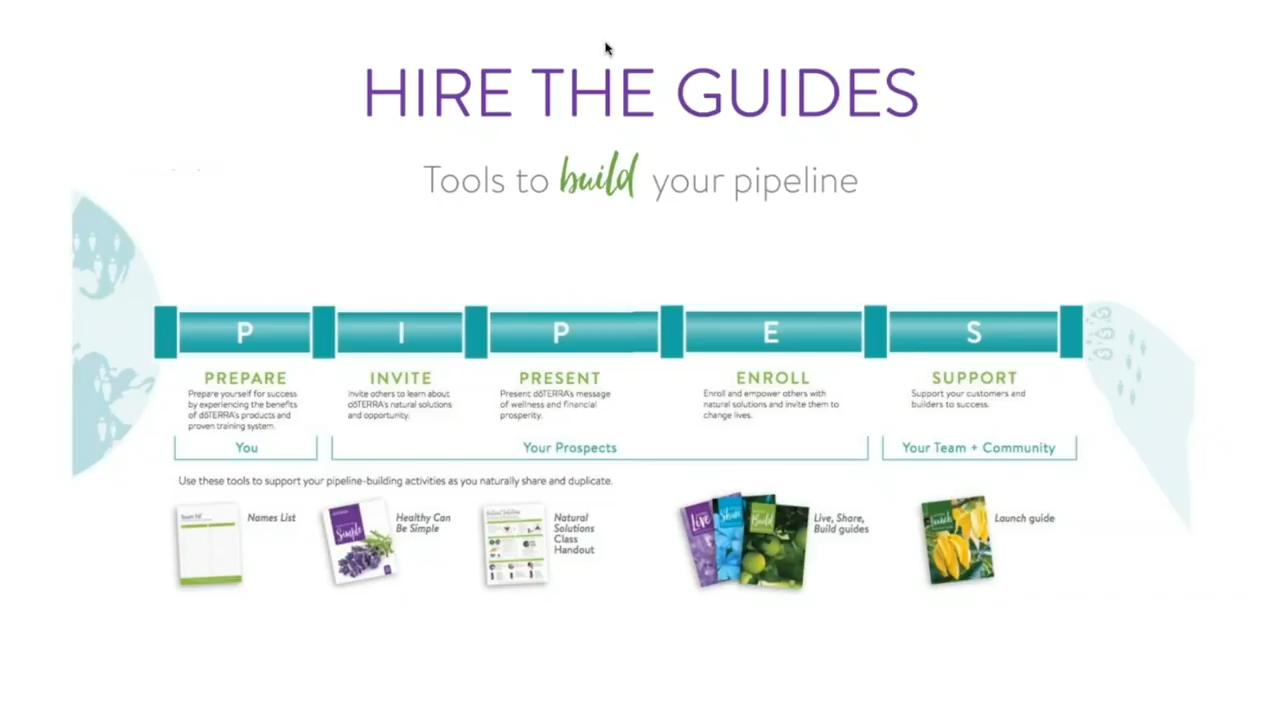 HIRE THE GUIDES
Tools to build your pipeline
P I P E S
PREPARE
Prepare yourself for success
by experiencing the benefits
of dōTERRA's products and
proven training system.
INVITE
Invite others to learn about
dōTERRA's natural solutions
and opportunity.
PRESENT
Present dōTERRA's message
of wellness and financial
prosperity.
ENROLL
Enroll and empower others with
natural solutions and invite them to
change lives.
SUPPORT
Support your customers and
builders to success.
You
Your Prospects
Your Team + Community
Use these tools to support your pipeline-building activities as you naturally share and duplicate.
Names List
Simple
Healthy Can
Be Simple
Natural
Solutions
Class
Handout
Live
Share
Build
Live, Share,
Build guides
Launch
Launch guide